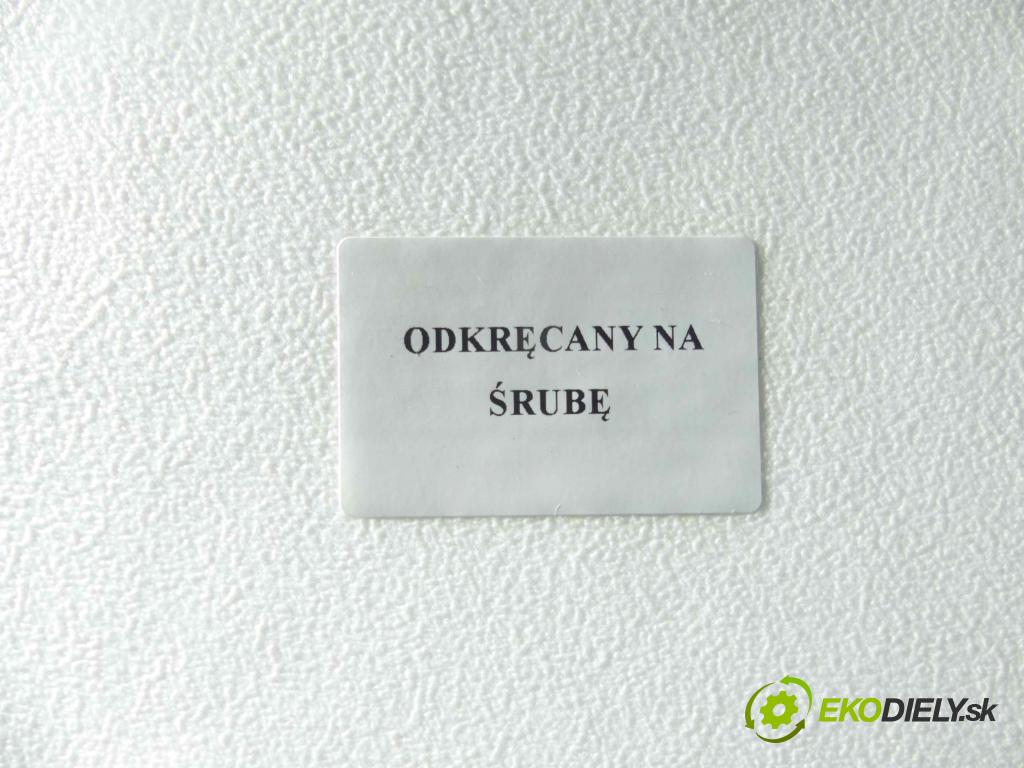 ODKRĘCANY NA
ŚRUBĘ
EKODIELY.sk